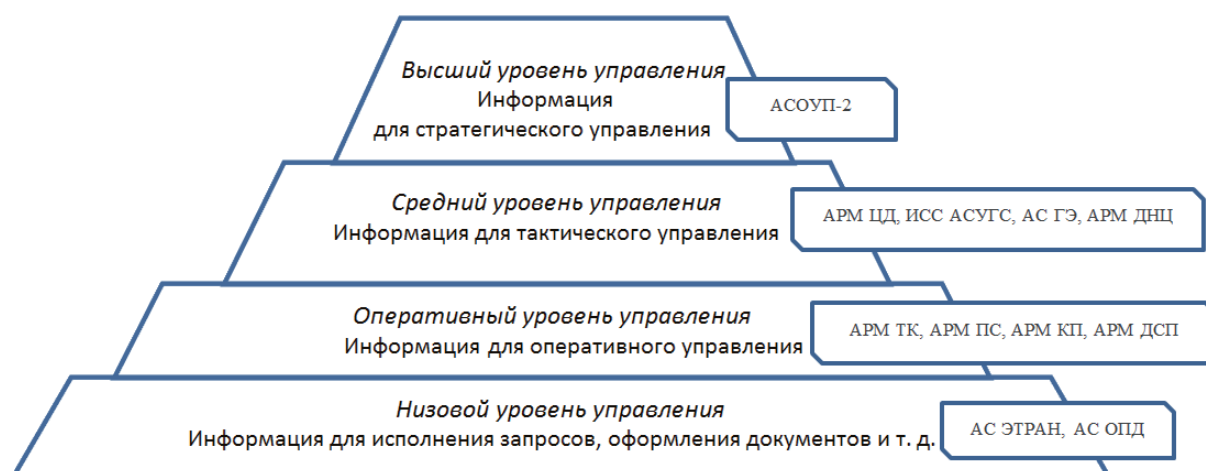 Высший уровень управления
Информация
для стратегического управления
АСОУП-2
Средний уровень управления
Информация для тактического управления
АРМ ЦД, ИСС АСУГС, АС ГЭ, АРМ ДНЦ
Оперативный уровень управления
Информация для оперативного управления
АРМ ТК, АРМ ПС, АРМ КП, АРМ ДСП
Низовой уровень управления
Информация для исполнения запросов, оформления документов и т. д.
АС ЭТРАН, АС ОПД